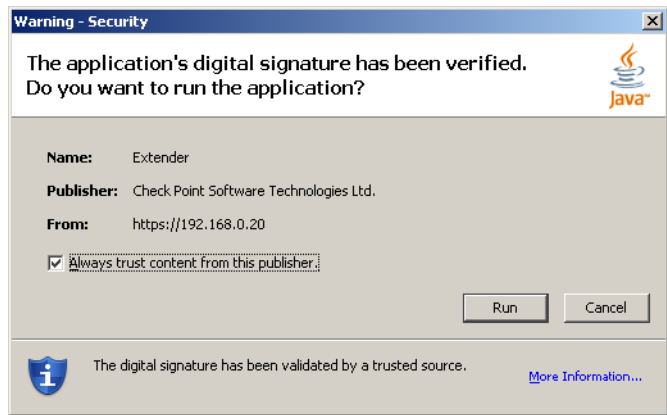 Warning - Security
The application's digital signature has been verified.
Do you want to run the application?
Java™
Name: Extender
Publisher: Check Point Software Technologies Ltd.
From: https://192.168.0.20
Always trust content from this publisher.
Run Cancel
The digital signature has been validated by a trusted source.
More Information...